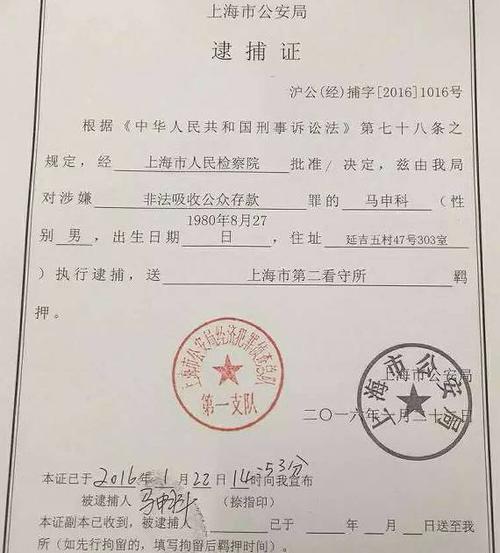 上海市公安局
逮捕证
沪公(经)捕字[2016]1016号
根据《中华人民共和国刑事诉讼法》第七十八条之
规定，经 上海市人民检察院 批准/ 决定，兹由我局
对涉嫌 非法吸收公众存款 罪的 马申科 (性
别 男 ，出生日期 1980年8月27日 ，住址 延吉五村47号303室
）执行逮捕，送 上海市第二看守所 羁
押。
上海市公安局经济犯罪侦查总队
第一支队
上海市公安局
上海市公安局
二〇一六年一月二十 日
本证已于 2016 年 1 月 22 日 14时53分 向我宣布
被逮捕人 马申科 (捺指印)
本证副本已收到，被逮捕人 已于 年 月 日送至我
所（如先行拘留的，填写拘留后羁押时间）。